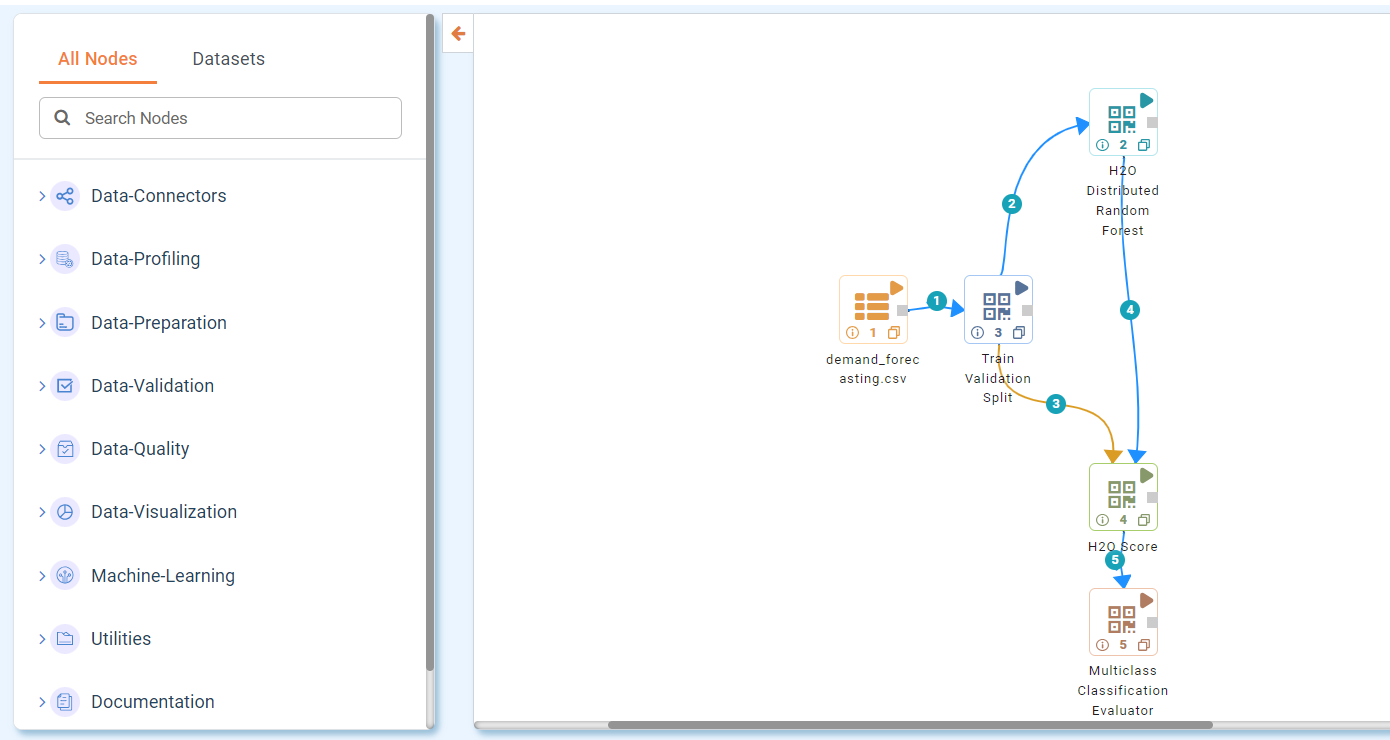 All Nodes
Datasets
Search Nodes
Data-Connectors
Data-Profiling
Data-Preparation
Data-Validation
Data-Quality
Data-Visualization
Machine-Learning
Utilities
Documentation
2
H2O
Distributed
Random
Forest
2
1
1
demand_forec
asting.csv
3
Train
Validation
Split
4
3
4
H2O Score
5
5
Multiclass
Classification
Evaluator